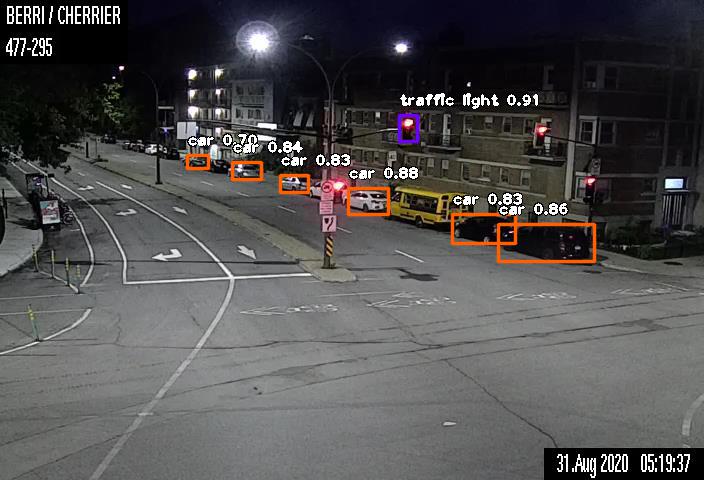 BERRI / CHERRIER
477-295
traffic light 0.91
car 0.70
car 0.84
car 0.83
car 0.88
car 0.83
car 0.86
31.Aug 2020 05:19:37